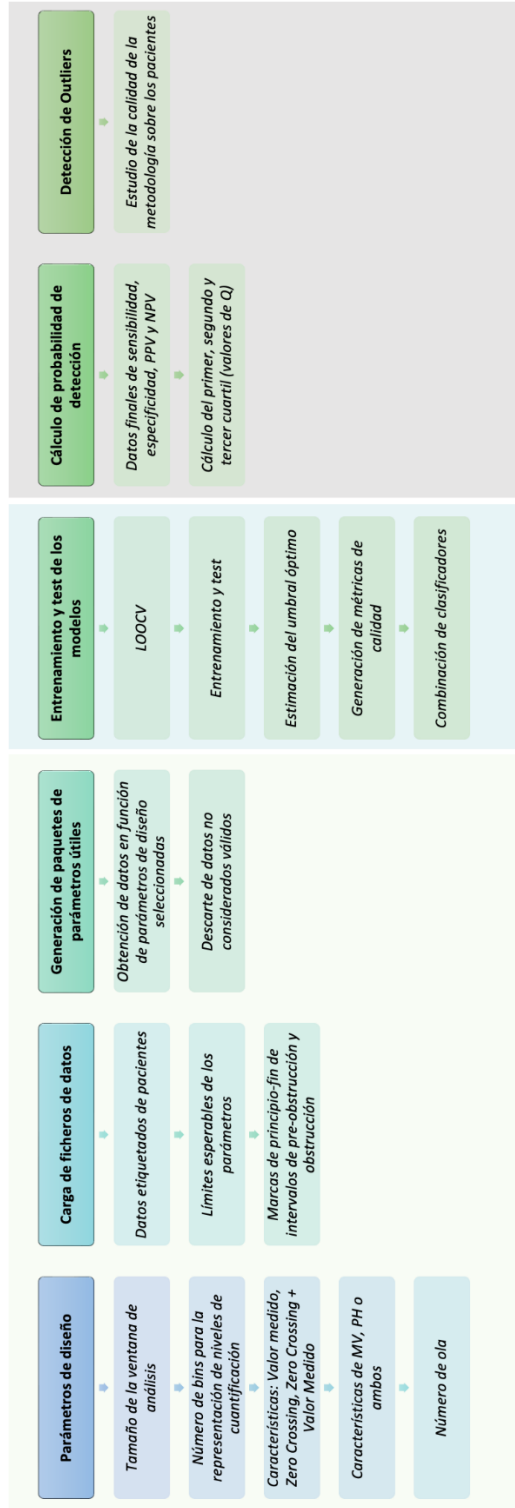 Parámetros de diseño
Tamaño de la ventana de
análisis
Número de bins para la
representación de niveles de
cuantificación
Características: Valor medido,
Zero Crossing, Zero Crossing +
Valor Medido
Características de MV, PH o
ambos
Número de ola
Carga de ficheros de datos
Datos etiquetados de pacientes
Límites esperables de los
parámetros
Marcas de principio-fin de
intervalos de pre-obstrucción y
obstrucción
Generación de paquetes de
parámetros útiles
Obtención de datos en función
de parámetros de diseño
seleccionadas
Descarte de datos no
considerados válidos
Entrenamiento y test de los
modelos
LOOCV
Entrenamiento y test
Estimación del umbral óptimo
Generación de métricas de
calidad
Combinación de clasificadores
Cálculo de probabilidad de
detección
Datos finales de sensibilidad,
especificidad, PPV y NPV
Cálculo del primer, segundo y
tercer cuartil (valores de Q)
Detección de Outliers
Estudio de la calidad de la
metodología sobre los pacientes